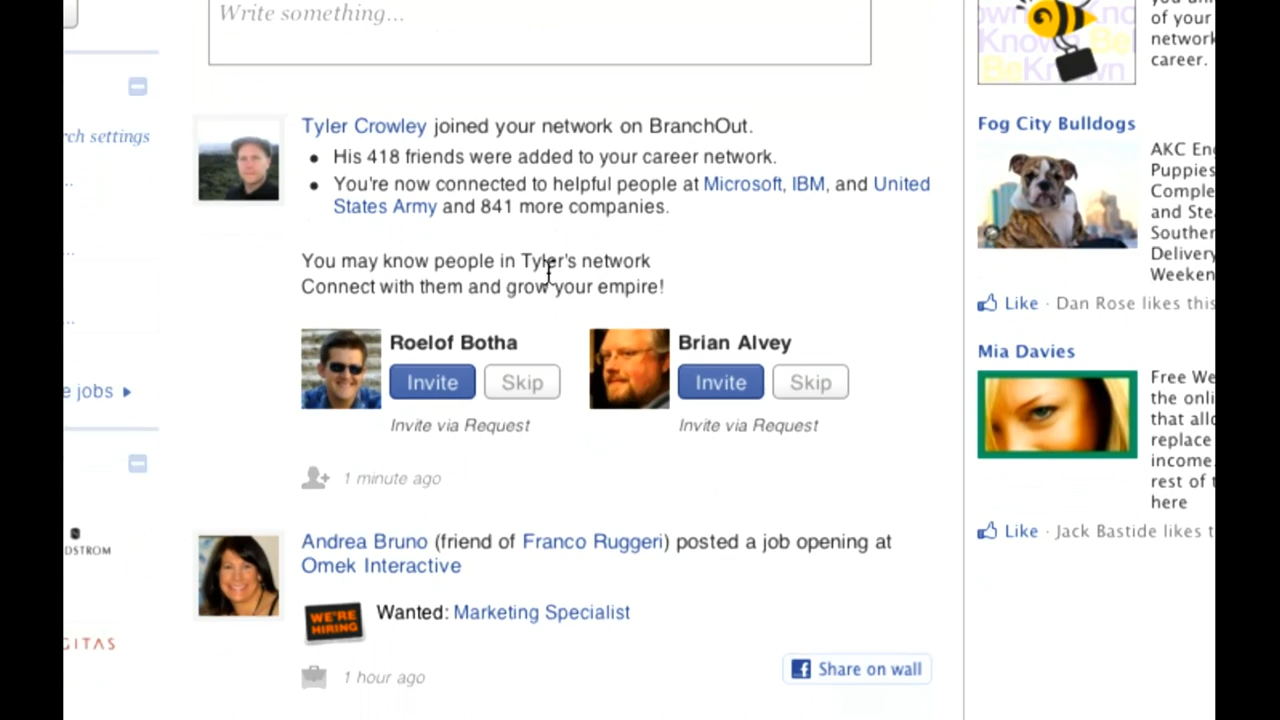 Write something...
rch settings
e jobs
DSTROM
GITAS
Tyler Crowley joined your network on BranchOut.
His 418 friends were added to your career network.
You're now connected to helpful people at Microsoft, IBM, and United
States Army and 841 more companies.
You may know people in Tyler's network
Connect with them and grow your empire!
Roelof Botha
Invite Skip
Invite via Request
Brian Alvey
Invite Skip
Invite via Request
1 minute ago
Andrea Bruno (friend of Franco Ruggeri) posted a job opening at
Omek Interactive
WE'RE
HIRING
Wanted: Marketing Specialist
1 hour ago
Share on wall
of your
network
career.
Known Be
BeKnown
Fog City Bulldogs
AKC En
Puppies
Comple
and Ste
Southe
Delivery
Weeken
Like · Dan Rose likes this
Mia Davies
Free We
the onli
that allo
replace
income.
rest of t
here
Like · Jack Bastide likes t